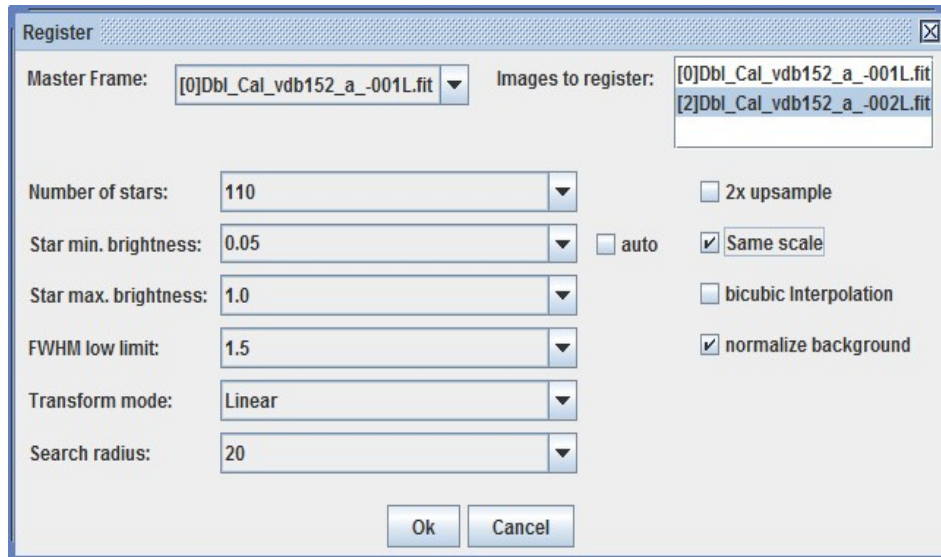 Register
Master Frame: [0]Dbl_Cal_vdb152_a_-001L.fit Images to register: [0]Dbl_Cal_vdb152_a_-001L.fit
[2]Dbl_Cal_vdb152_a_-002L.fit
Number of stars: 110 2x upsample
Star min. brightness: 0.05 auto Same scale
Star max. brightness: 1.0 bicubic Interpolation
FWHM low limit: 1.5 normalize background
Transform mode: Linear
Search radius: 20
Ok Cancel